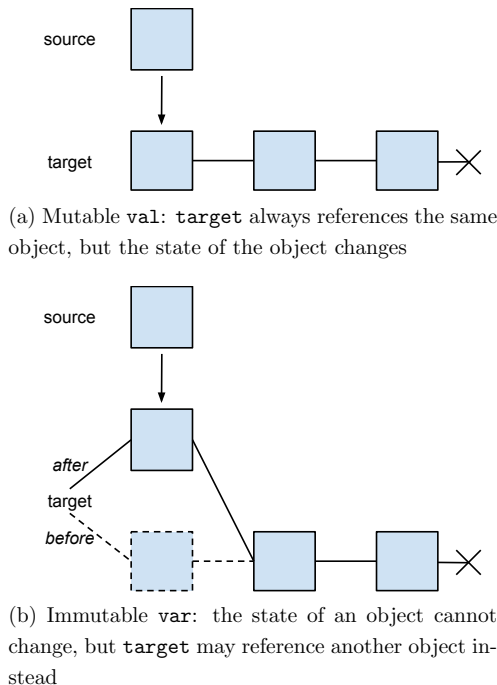 source
target
(a) Mutable val: target always references the same
object, but the state of the object changes
source
after
target
before
(b) Immutable var: the state of an object cannot
change, but target may reference another object in-
stead